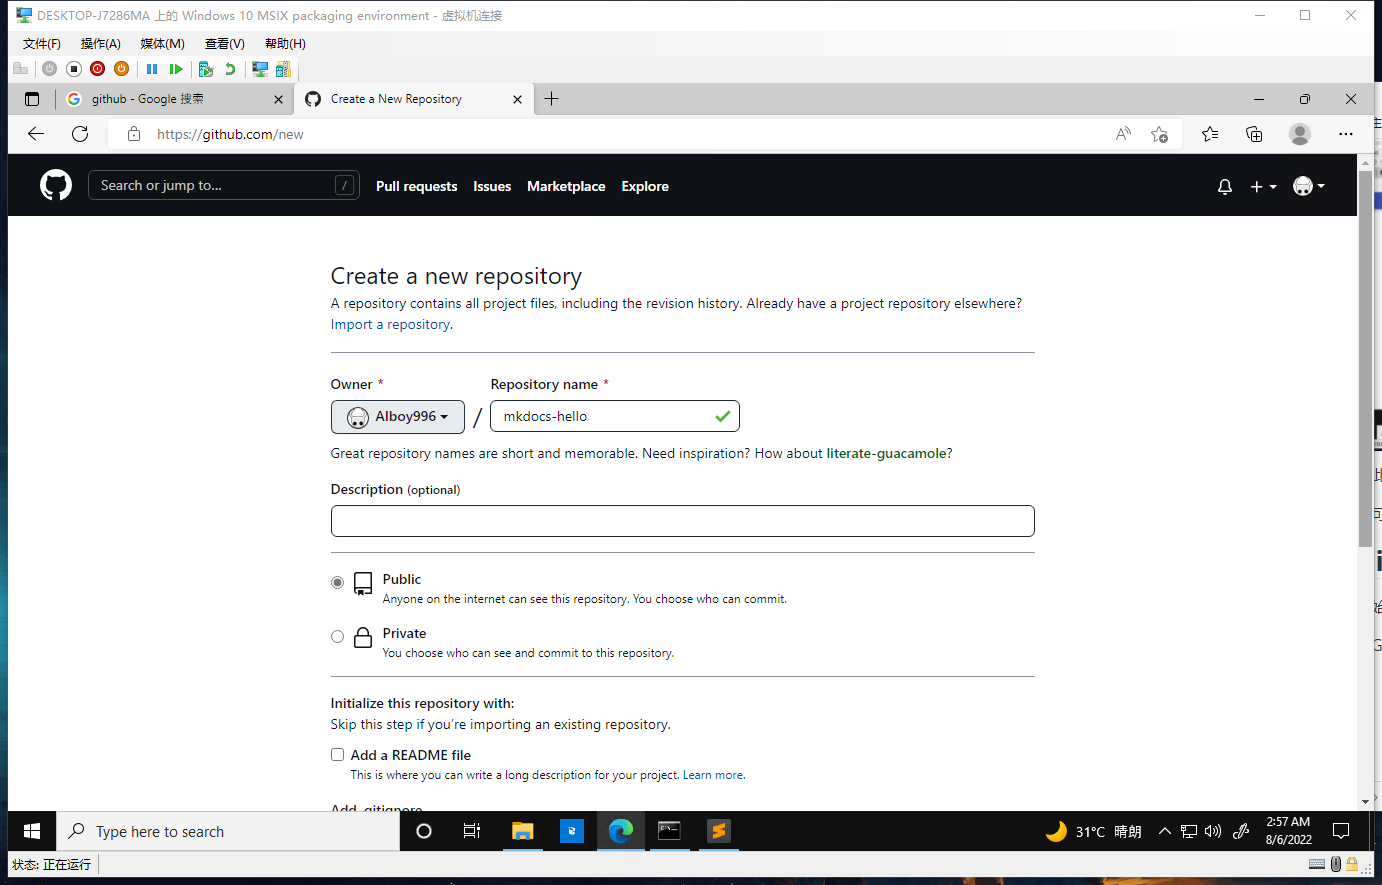 DESKTOP-J7286MA 上的 Windows 10 MSIX packaging environment - 虚拟机连接
文件(F) 操作(A) 媒体(M) 查看(V) 帮助(H)
github - Google 搜索
Create a New Repository
https://github.com/new
Search or jump to...
/
Pull requests
Issues
Marketplace
Explore
Create a new repository
A repository contains all project files, including the revision history. Already have a project repository elsewhere?
Import a repository.
Owner *
Repository name *
AIboy996
/
mkdocs-hello
Great repository names are short and memorable. Need inspiration? How about literate-guacamole?
Description (optional)
Public
Anyone on the internet can see this repository. You choose who can commit.
Private
You choose who can see and commit to this repository.
Initialize this repository with:
Skip this step if you're importing an existing repository.
Add a README file
This is where you can write a long description for your project. Learn more.
Add .gitignore
Type here to search
31°C 晴朗
2:57 AM
8/6/2022
状态: 正在运行